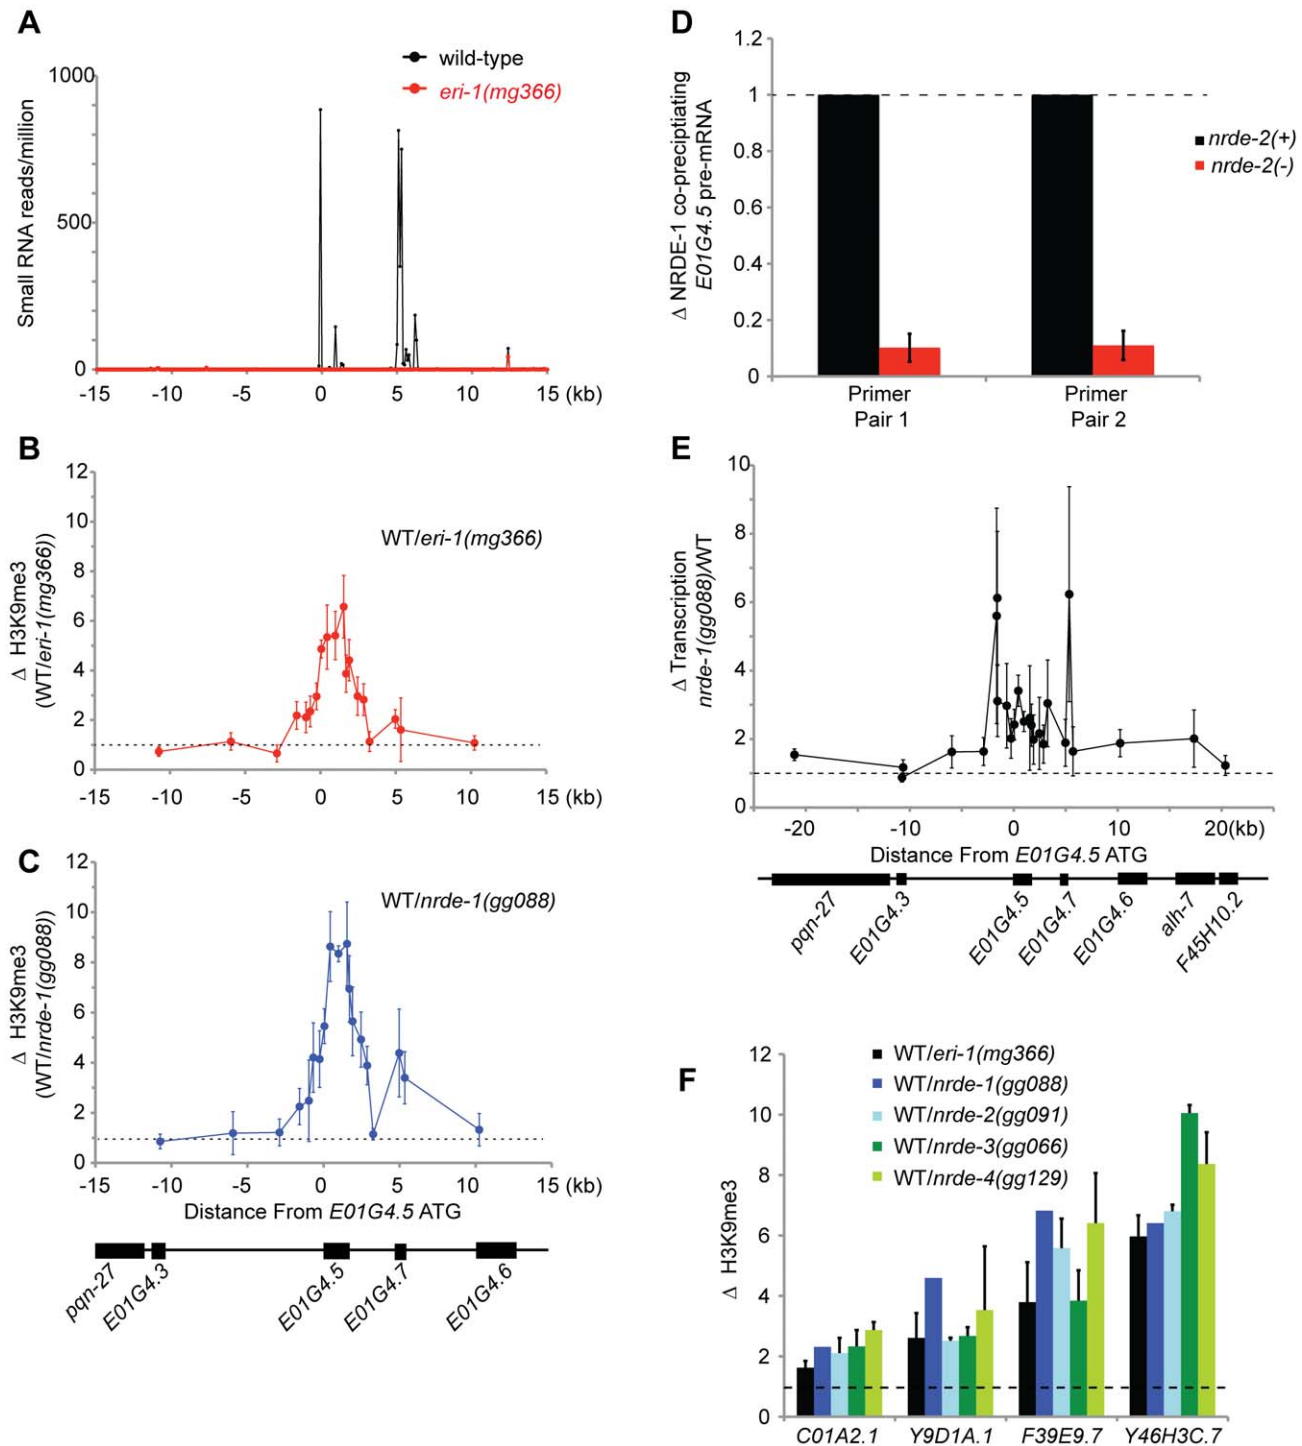 A
wild-type
eri-1(mg366)
Small RNA reads/million
1000
500
0
-15 -10 -5 0 5 10 15 (kb)
B
Δ H3K9me3
(WT/eri-1(mg366))
WT/eri-1(mg366)
12
10
8
6
4
2
0
-15 -10 -5 0 5 10 15 (kb)
C
Δ H3K9me3
(WT/nrde-1(gg088))
WT/nrde-1(gg088)
12
10
8
6
4
2
0
-15 -10 -5 0 5 10 15 (kb)
Distance From E01G4.5 ATG
pqn-27 E01G4.3 E01G4.5 E01G4.7 E01G4.6
D
Δ NRDE-1 co-preciptiating
E01G4.5 pre-mRNA
1.2
1
0.8
0.6
0.4
0.2
0
nrde-2(+)
nrde-2(-)
Primer Primer
Pair 1 Pair 2
E
Δ Transcription
nrde-1(gg088)/WT
10
8
6
4
2
0
-20 -10 0 10 20(kb)
Distance From E01G4.5 ATG
pqn-27 E01G4.3 E01G4.5 E01G4.7 E01G4.6 alh-7 F45H10.2
F
WT/eri-1(mg366)
WT/nrde-1(gg088)
WT/nrde-2(gg091)
WT/nrde-3(gg066)
WT/nrde-4(gg129)
Δ H3K9me3
12
10
8
6
4
2
0
C01A2.1 Y9D1A.1 F39E9.7 Y46H3C.7